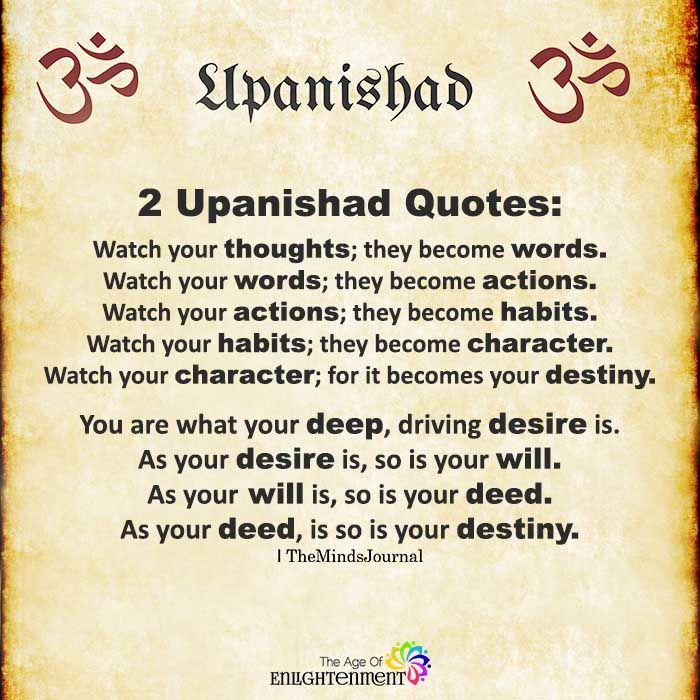 ॐ Upanishad ॐ
2 Upanishad Quotes:
Watch your thoughts; they become words.
Watch your words; they become actions.
Watch your actions; they become habits.
Watch your habits; they become character.
Watch your character; for it becomes your destiny.
You are what your deep, driving desire is.
As your desire is, so is your will.
As your will is, so is your deed.
As your deed, is so is your destiny.
| TheMindsJournal
The Age Of
ENLIGHTENMENT